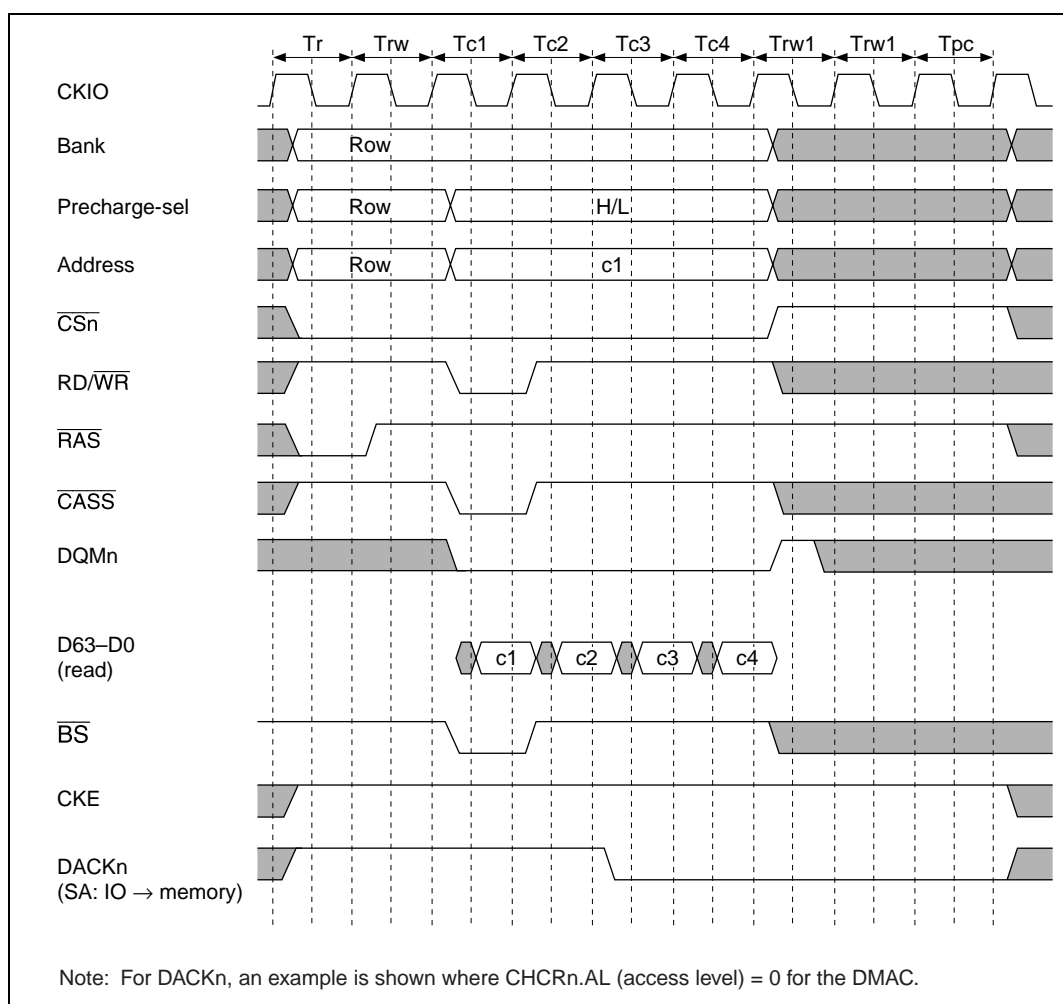 Tr Trw Tc1 Tc2 Tc3 Tc4 Trw1 Trw1 Tpc
CKIO
Bank Row
Precharge-sel Row H/L
Address Row c1
CSn
RD/WR
RAS
CASS
DQMn
D63–D0
(read) c1 c2 c3 c4
BS
CKE
DACKn
(SA: IO → memory)
Note: For DACKn, an example is shown where CHCRn.AL (access level) = 0 for the DMAC.